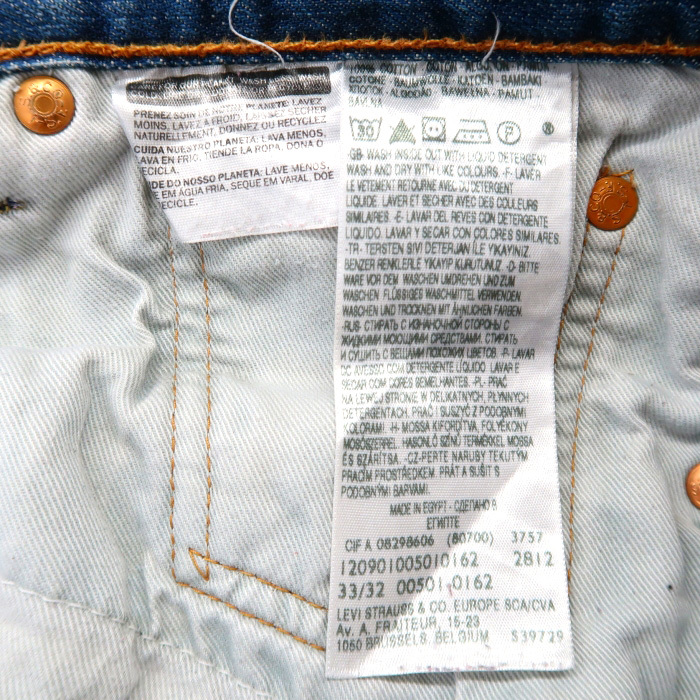 PRENEZ SOIN DE NOTRE PLANETE: LAVEZ
MOINS, LAVEZ A FROID, SECHER
NATURELLEMENT, DONNEZ OU RECYCLEZ
CUIDA NUESTRO PLANETA: LAVA MENOS,
LAVA EN FRIO, TIENDE LA ROPA, DONA O
RECICLA.
DE DO NOSSO PLANETA: LAVE MENOS,
E EM ÁGUA FRIA, SEQUE EM VARAL, DOE
RECICLE.
100% COTTON
COTONE - BAUMWOLLE - KATOEN - BAMBAKI
ХЛОПОК - ALGODÃO BAWEŁNA - PAMUT
BAVLNA
30 P ®
-GB- WASH INSIDE OUT WITH LIQUID DETERGENT
WASH AND DRY WITH LIKE COLOURS. -F- LAVER
LE VETEMENT RETOURNE AVEC DU DETERGENT
LIQUIDE. LAVER ET SECHER AVEC DES COULEURS
SIMILAIRES. -E- LAVAR DEL REVES CON DETERGENTE
LIQUIDO. LAVAR Y SECAR CON COLORES SIMILARES.
-TR- TERSTEN SIVI DETERJAN İLE YIKAYINIZ.
BENZER RENKLERLE YIKAYIP KURUTUNUZ -D- BITTE
WARE VOR DEM WASCHEN UMDREHEN UND ZUM
WASCHEN FLÜSSIGES WASCHMITTEL VERWENDEN.
WASCHEN UND TROCKNEN MIT ÄHNLICHEN FARBEN.
-RUS- СТИРАТЬ С ИЗНАНОЧНОЙ СТОРОНЫ С
ЖИДКИМИ МОЮЩИМИ СРЕДСТВАМИ. СТИРАТЬ
И СУШИТЬ С ВЕЩАМИ ПОХОЖИХ ЦВЕТОВ -P- LAVAR
DO AVESSO COM DETERGENTE LÍQUIDO. LAVAR E
SECAR COM CORES SEMELHANTES. -PL- PRAĆ
NA LEWEJ STRONIE W DELIKATNYCH, PŁYNNYCH
DETERGENTACH. PRAĆ I SUSZYĆ Z PODOBNYMI
KOLORAMI. -H- MOSSA KIFORDÍTVA, FOLYÉKONY
MOSÓSZERREL. HASONLÓ SZÍNŰ TERMÉKKEL MOSSA
ÉS SZÁRÍTSA. -CZ- PERTE NARUBY TEKUTÝM
PRACÍM PROSTŘEDKEM. PRÁT A SUŠIT S
PODOBNÝMI BARVAMI.
MADE IN EGYPT - СДЕЛАНО В
ЕГИПТЕ
CIF A 08298606 (80700) 3757
120901005010162 2812
33/32 00501.0162
LEVI STRAUSS & CO. EUROPE SCA/CVA
Av. A. FRAITEUR, 15-23
1050 BRUSSELS, BELGIUM S39729